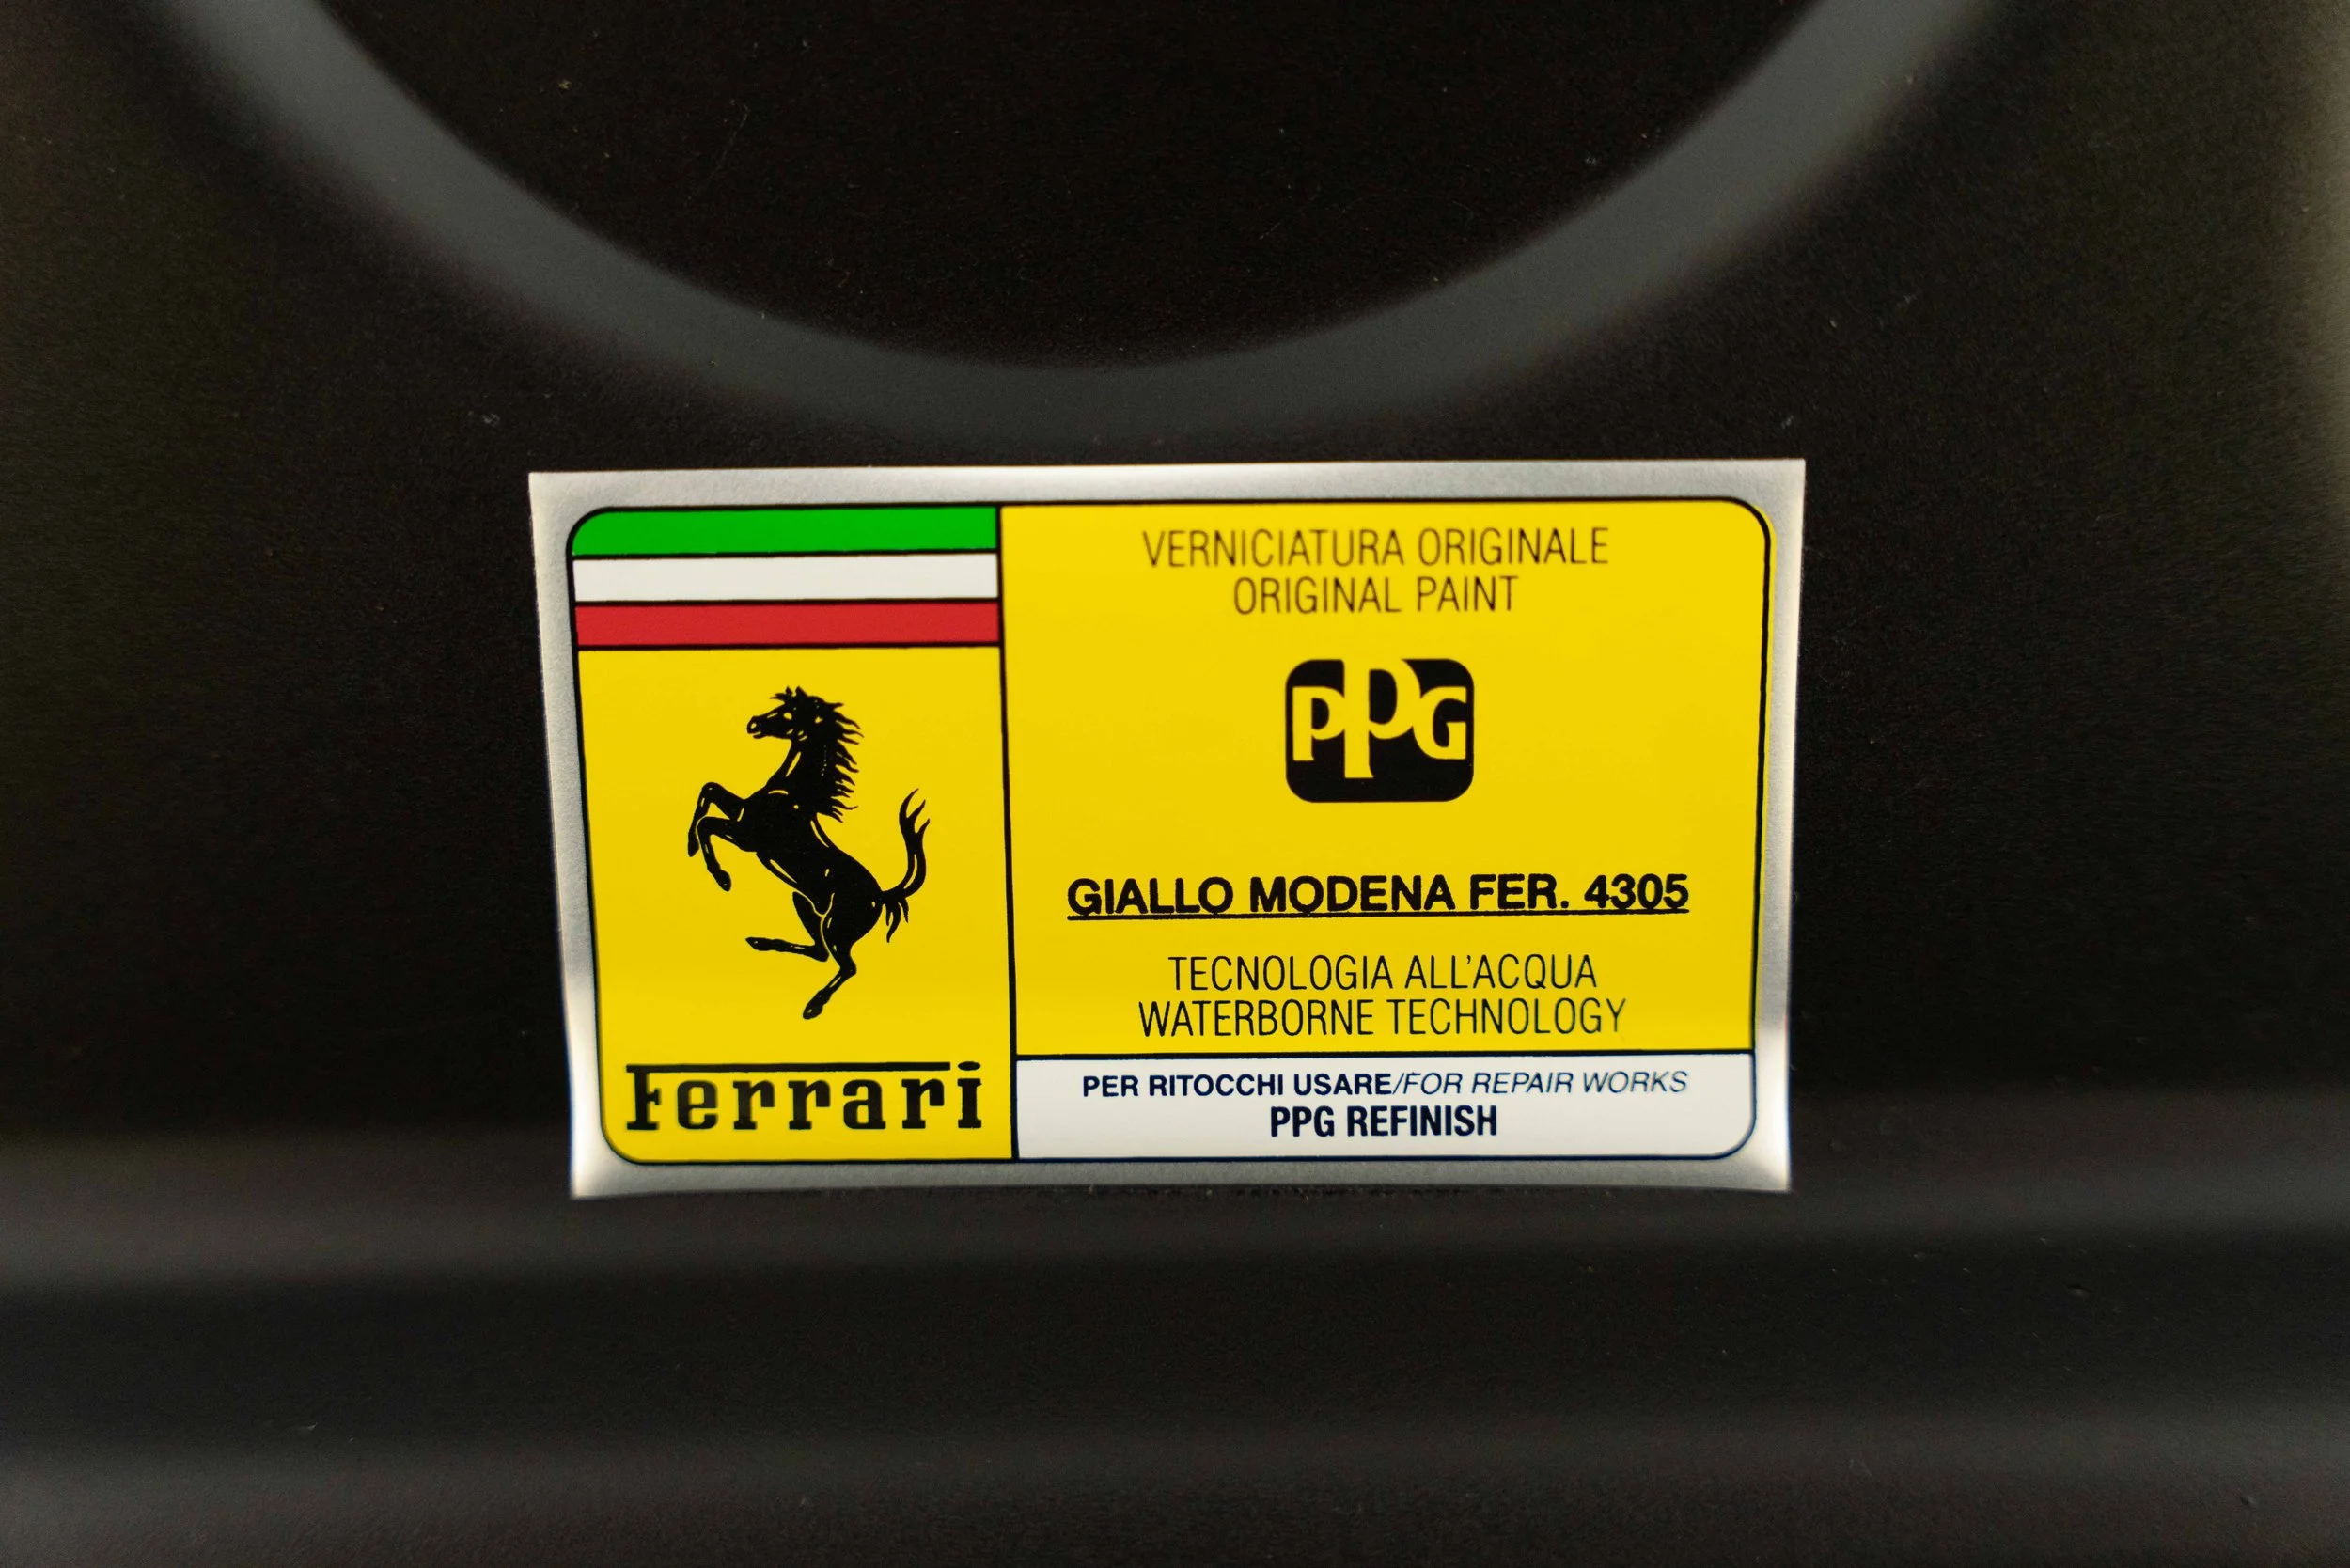 VERNICIATURA ORIGINALE
ORIGINAL PAINT
PPG
GIALLO MODENA FER. 4305
TECNOLOGIA ALL'ACQUA
WATERBORNE TECHNOLOGY
Ferrari
PER RITOCCHI USARE/FOR REPAIR WORKS
PPG REFINISH